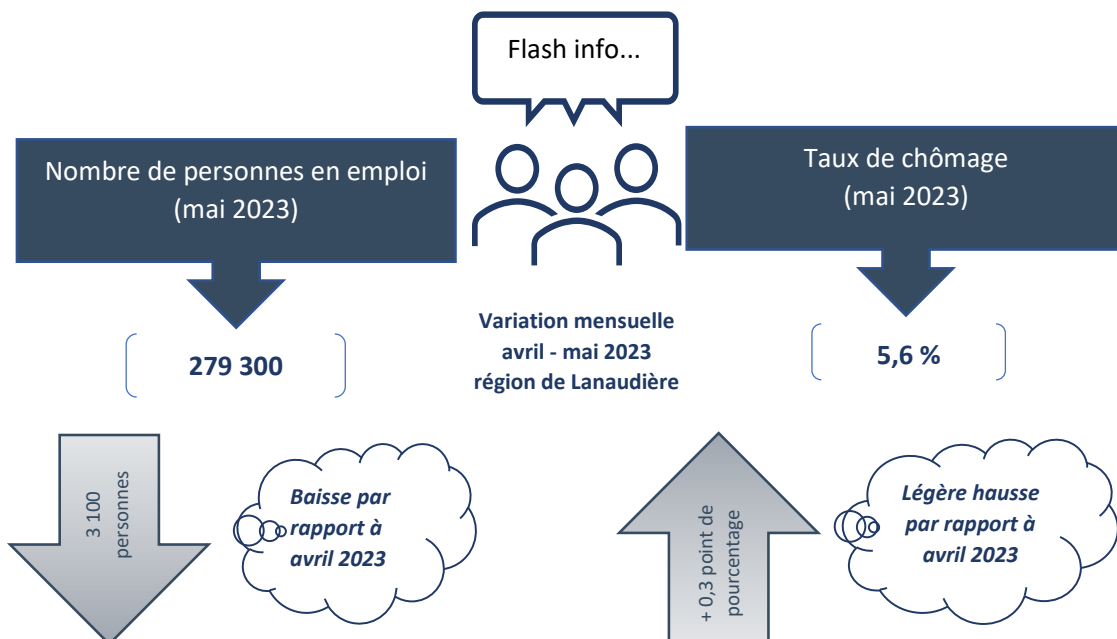 Flash info...
Nombre de personnes en emploi
(mai 2023)
Taux de chômage
(mai 2023)
279 300
Variation mensuelle
avril - mai 2023
région de Lanaudière
5,6 %
3 100
personnes
Baisse par
rapport à
avril 2023
+ 0,3 point de
pourcentage
Légère hausse
par rapport à
avril 2023